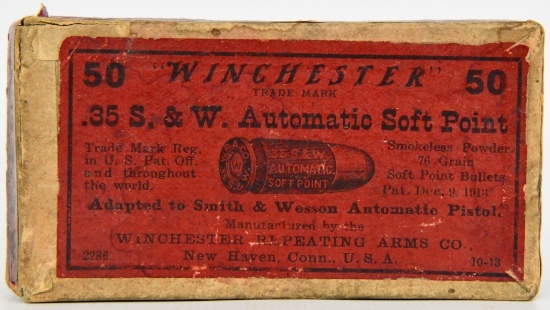 50 "WINCHESTER" 50
TRADE MARK
.35 S. & W. Automatic Soft Point
Trade Mark Reg.
in U. S. Pat. Off.
and throughout
the world.
W
.35 S & W
AUTOMATIC
SOFT POINT
Smokeless Powder
76 Grain
Soft Point Bullets
Pat. Dec. 9, 1913
Adapted to Smith & Wesson Automatic Pistol.
Manufactured by the
WINCHESTER REPEATING ARMS CO.,
New Haven, Conn., U. S. A.
2286 10-13